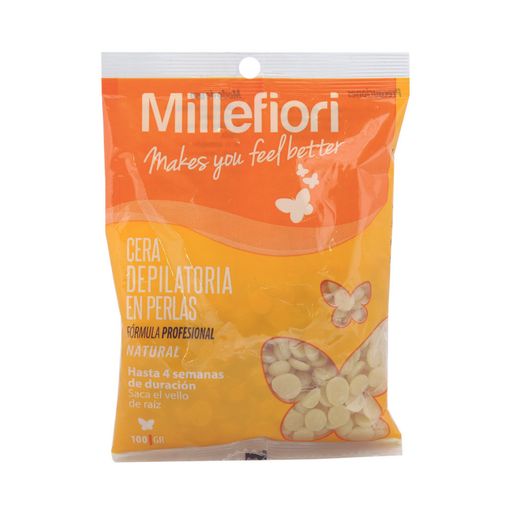 Millefiori
Makes you feel better
CERA
DEPILATORIA
EN PERLAS
FÓRMULA PROFESIONAL
NATURAL
Hasta 4 semanas
de duración
Saca el vello
de raíz
100 GR